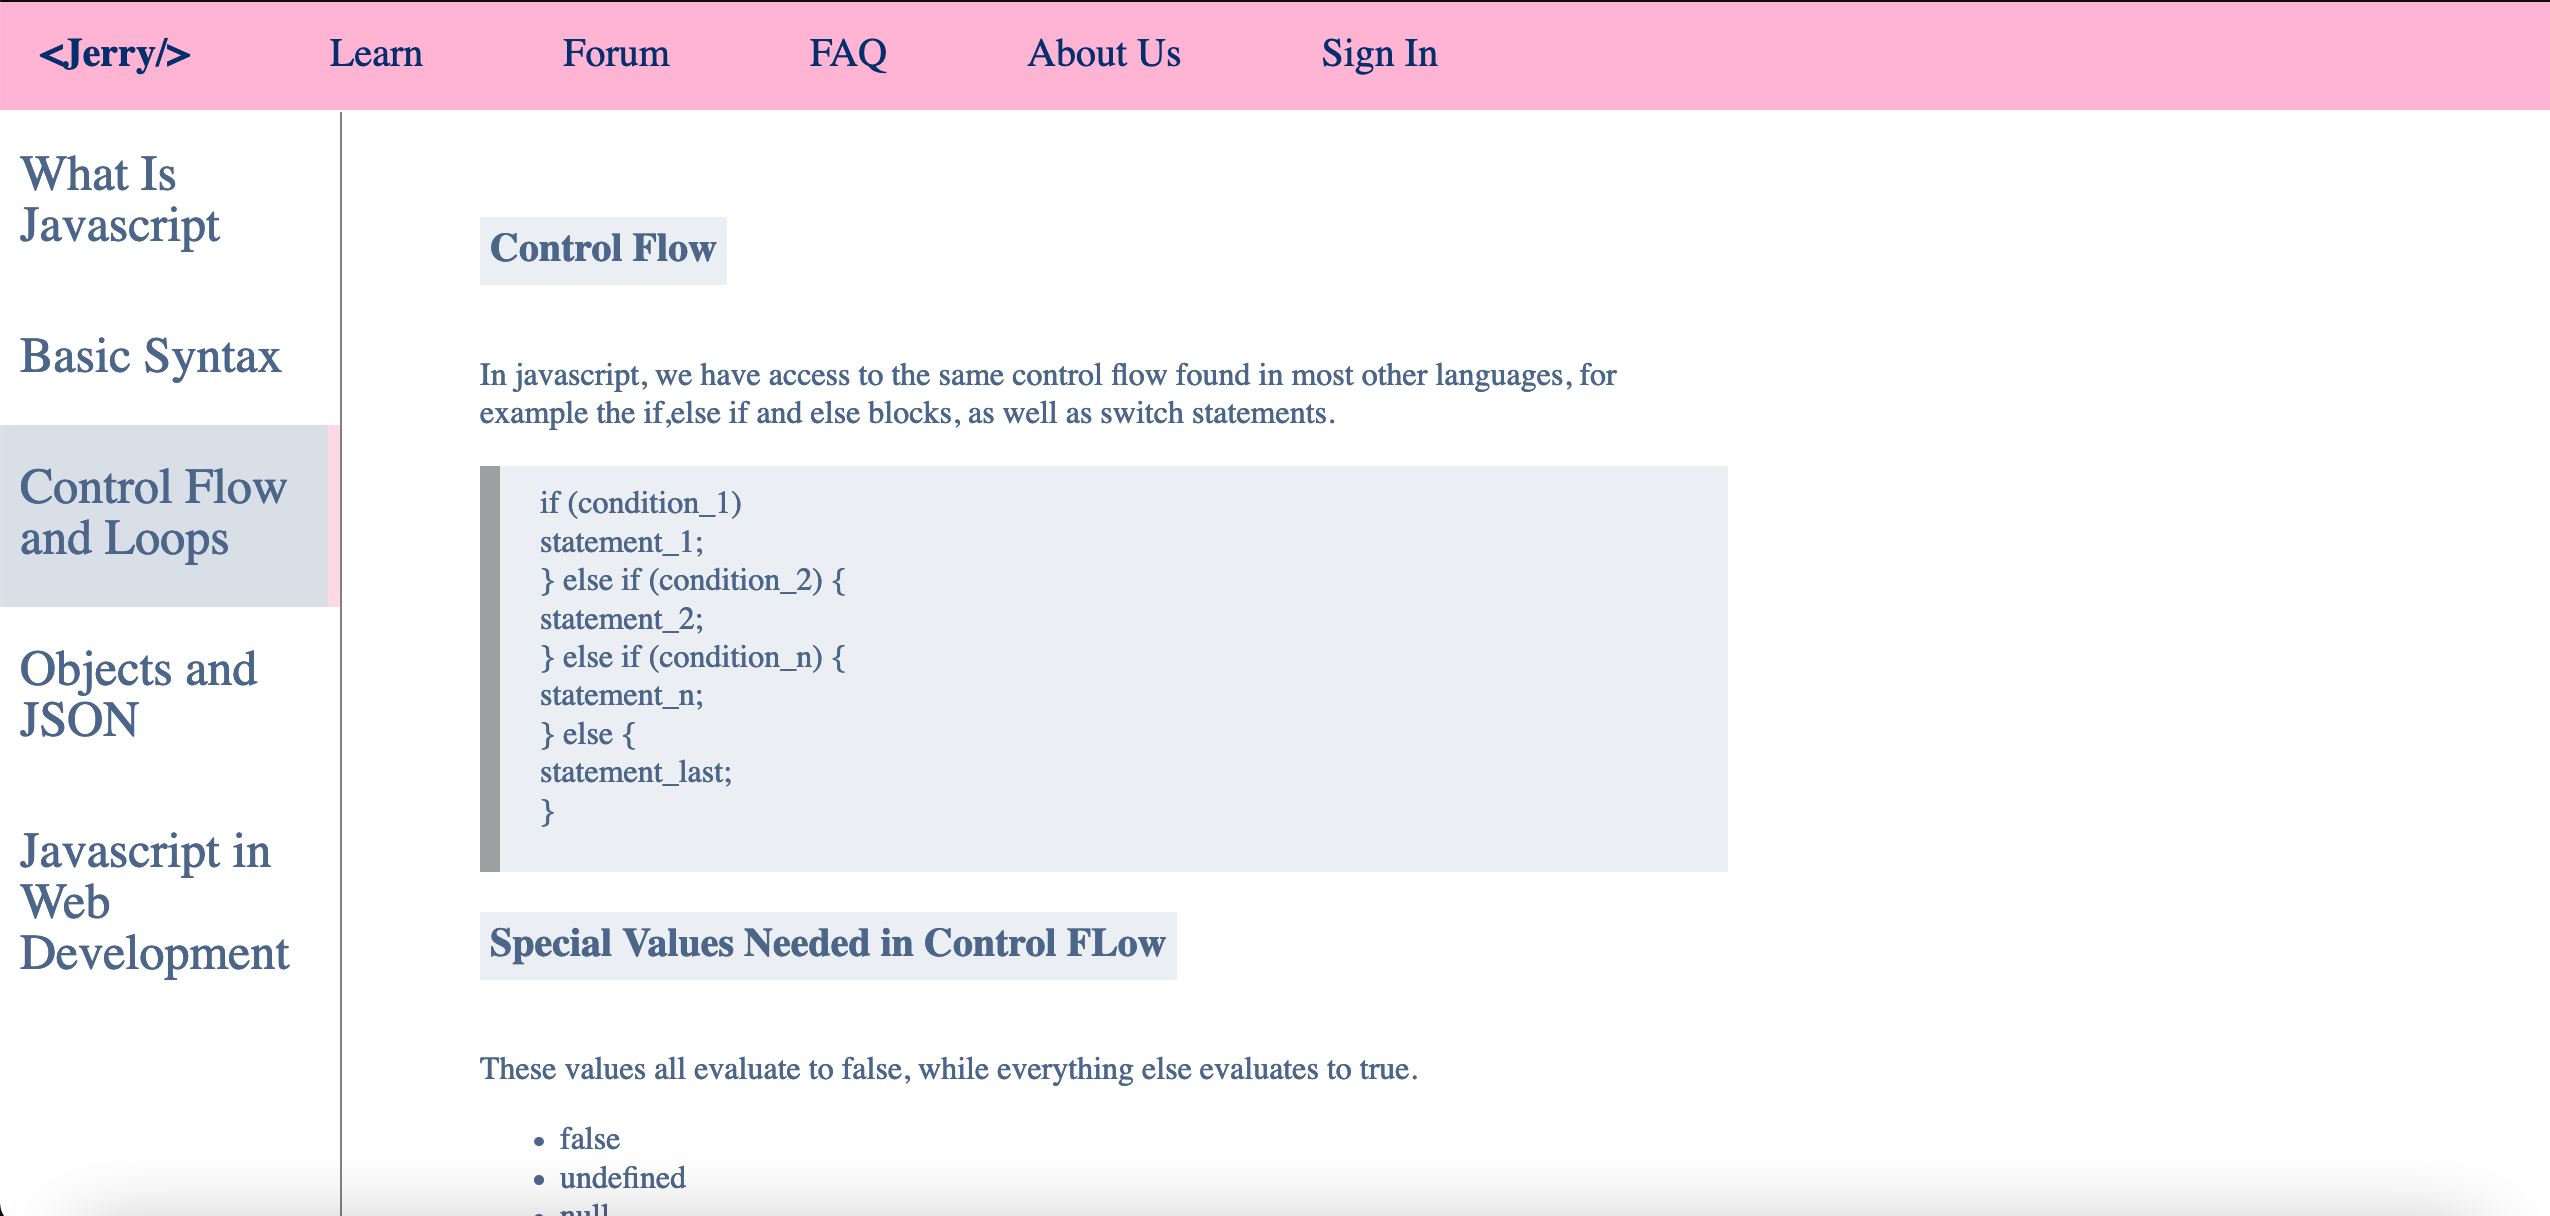 <Jerry/> Learn Forum FAQ About Us Sign In
What Is
Javascript
Basic Syntax
Control Flow
and Loops
Objects and
JSON
Javascript in
Web
Development
Control Flow
In javascript, we have access to the same control flow found in most other languages, for
example the if,else if and else blocks, as well as switch statements.
if (condition_1)
statement_1;
} else if (condition_2) {
statement_2;
} else if (condition_n) {
statement_n;
} else {
statement_last;
}
Special Values Needed in Control FLow
These values all evaluate to false, while everything else evaluates to true.
• false
• undefined
• null